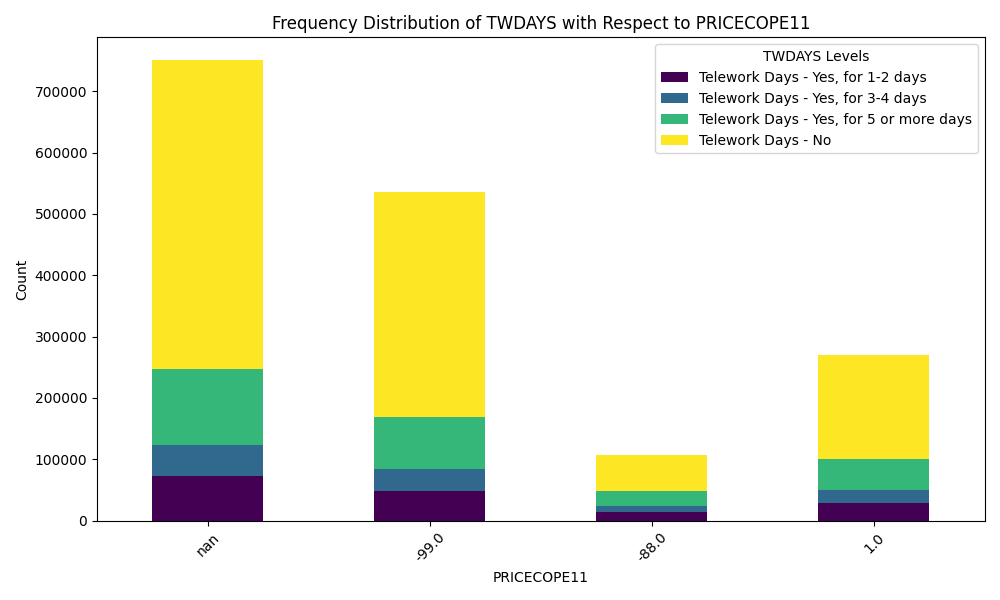 Frequency Distribution of TWDAYS with Respect to PRICECOPE11
TWDAYS Levels
Telework Days - Yes, for 1-2 days
Telework Days - Yes, for 3-4 days
Telework Days - Yes, for 5 or more days
Telework Days - No
700000
600000
500000
400000
300000
200000
100000
0
Count
nan
-99.0
-88.0
1.0
PRICECOPE11